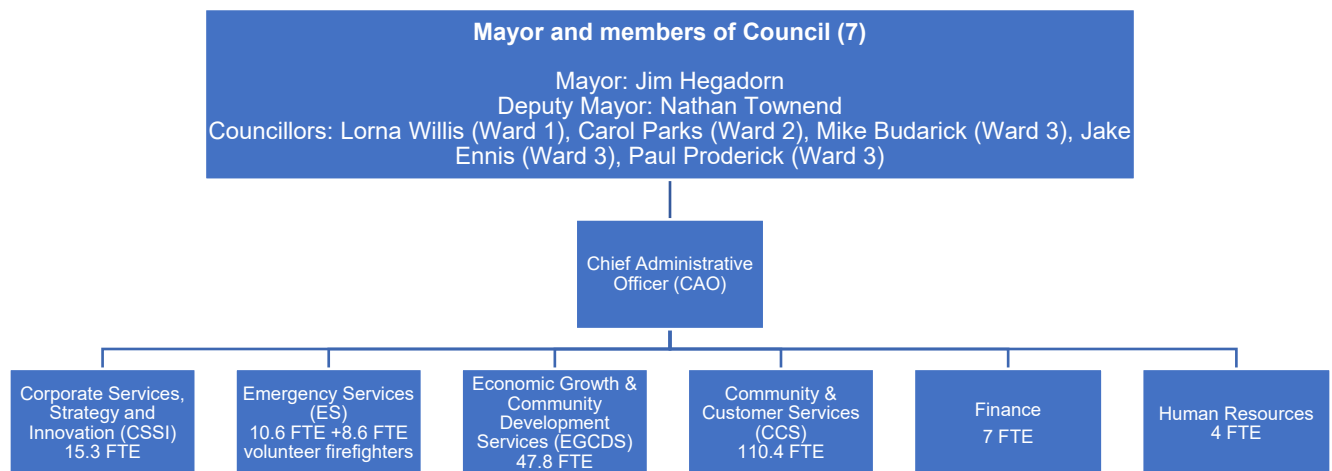 Mayor and members of Council (7)
Mayor: Jim Hegadorn
Deputy Mayor: Nathan Townend
Councillors: Lorna Willis (Ward 1), Carol Parks (Ward 2), Mike Budarick (Ward 3), Jake
Ennis (Ward 3), Paul Proderick (Ward 3)
Chief Administrative
Officer (CAO)
Corporate Services,
Strategy and
Innovation (CSSI)
15.3 FTE
Emergency Services
(ES)
10.6 FTE +8.6 FTE
volunteer firefighters
Economic Growth &
Community
Development
Services (EGCDS)
47.8 FTE
Community &
Customer Services
(CCS)
110.4 FTE
Finance
7 FTE
Human Resources
4 FTE